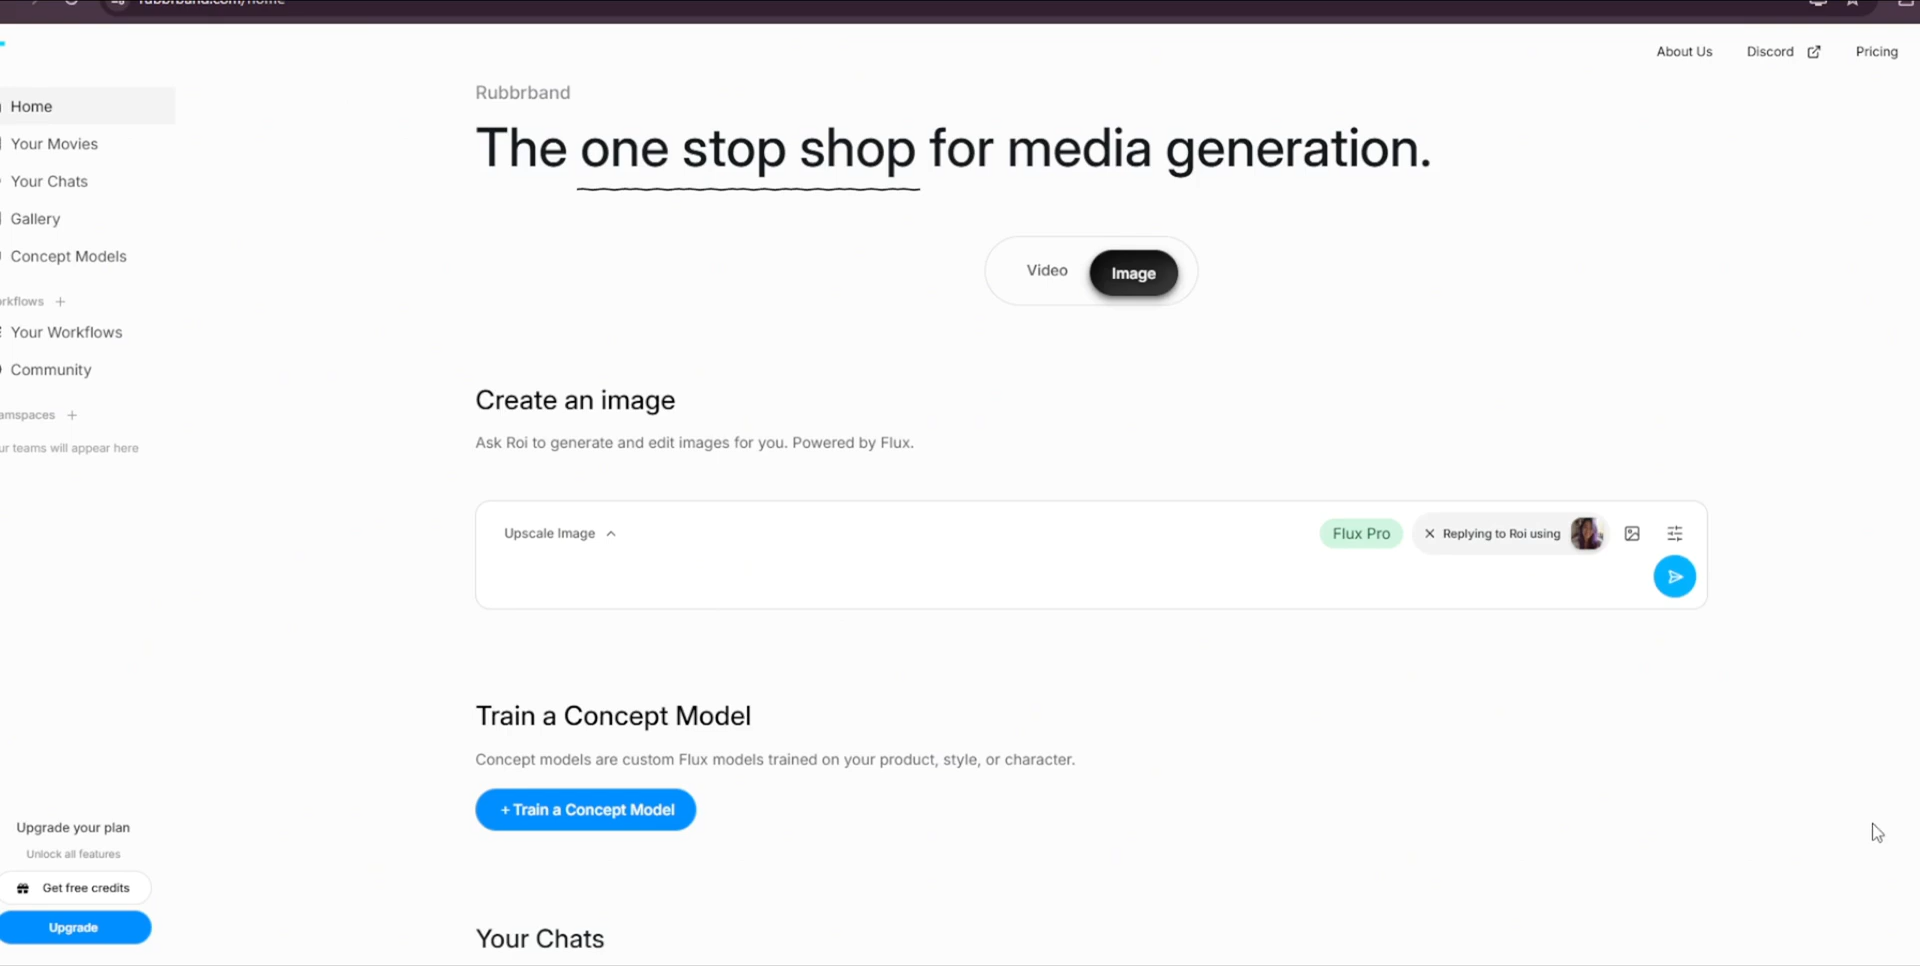 About Us Discord Pricing
Rubbrband
The one stop shop for media generation.
Home
Your Movies
Your Chats
Gallery
Concept Models
Your Workflows
Community
Video Image
Create an image
Ask Roi to generate and edit images for you. Powered by Flux.
Upscale Image Flux Pro Replying to Roi using
Train a Concept Model
Concept models are custom Flux models trained on your product, style, or character.
+ Train a Concept Model
Your Chats
teams will appear here
Upgrade your plan
Unlock all features
Get free credits
Upgrade